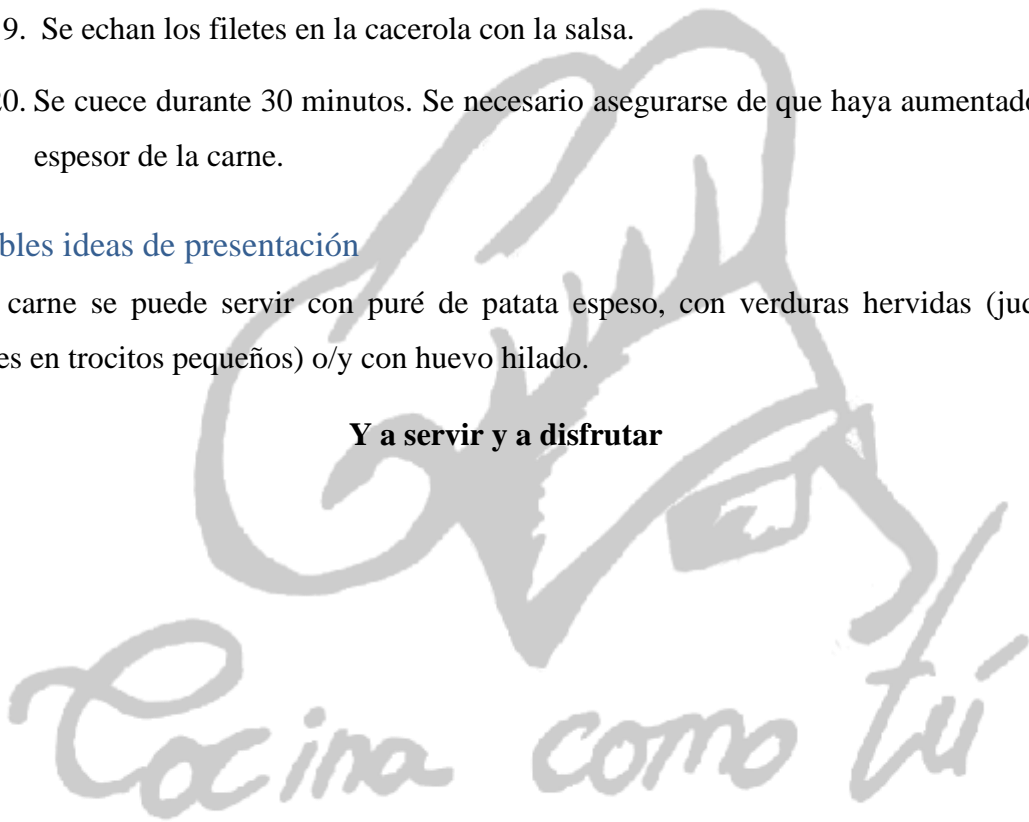 9. Se echan los filetes en la cacerola con la salsa.
0. Se cuece durante 30 minutos. Se necesario asegurarse de que haya aumentado
espesor de la carne.
bles ideas de presentación
carne se puede servir con puré de patata espeso, con verduras hervidas (jud
es en trocitos pequeños) o/y con huevo hilado.
Y a servir y a disfrutar
Cocina como tú